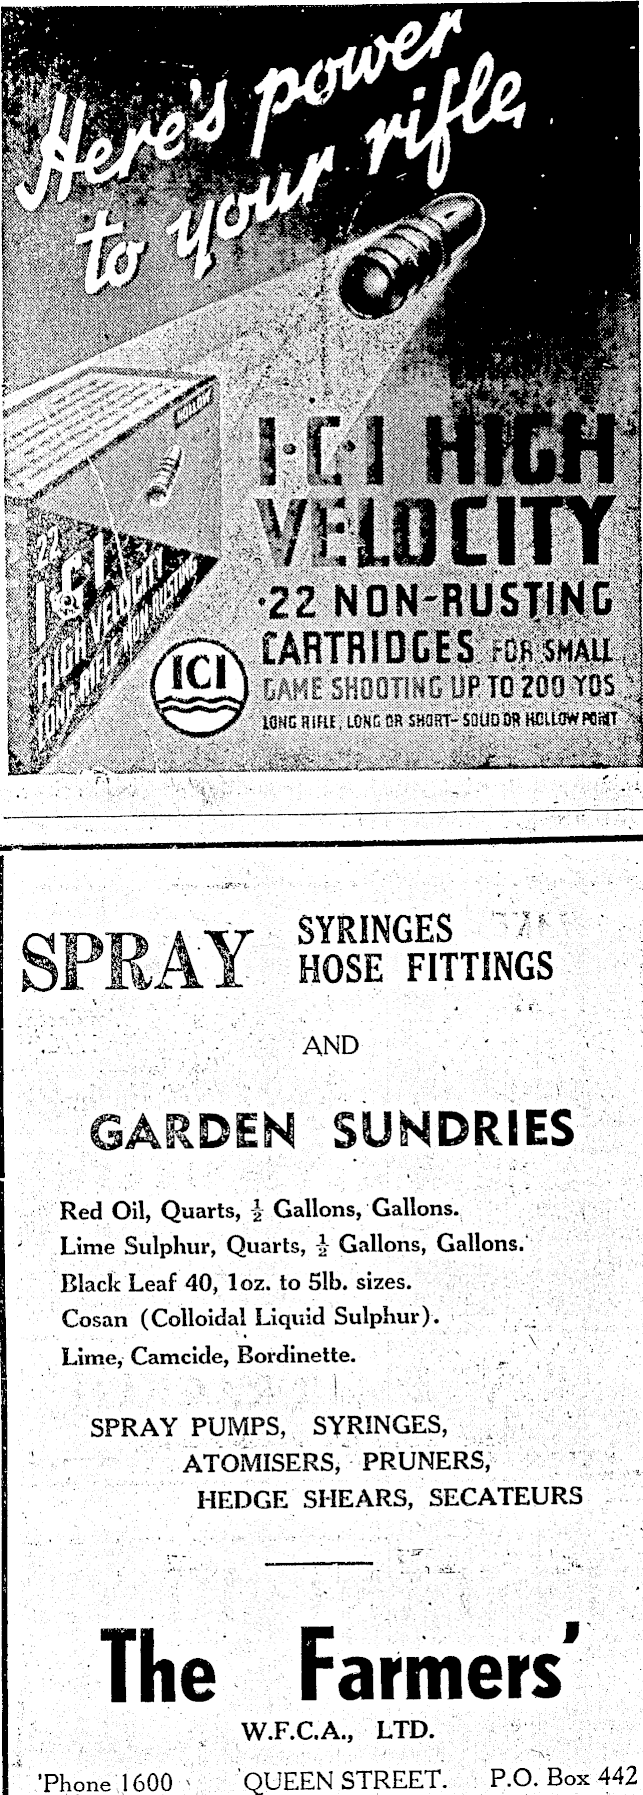 Here's power
to your rifle
HOLLOW
22
I·C·I
HIGH VELOCITY
LONG RIFLE NON-RUSTING
I·C·I HIGH
VELOCITY
·22 NON-RUSTING
CARTRIDGES FOR SMALL
GAME SHOOTING UP TO 200 YDS
LONG RIFLE, LONG OR SHORT - SOLID OR HOLLOW POINT
ICI
SPRAY SYRINGES
HOSE FITTINGS
AND
GARDEN SUNDRIES
Red Oil, Quarts, ½ Gallons, Gallons.
Lime Sulphur, Quarts, ½ Gallons, Gallons.
Black Leaf 40, 1oz. to 5lb. sizes.
Cosan (Colloidal Liquid Sulphur).
Lime, Camcide, Bordinette.
SPRAY PUMPS, SYRINGES,
ATOMISERS, PRUNERS,
HEDGE SHEARS, SECATEURS
The Farmers'
W.F.C.A., LTD.
'Phone 1600 QUEEN STREET. P.O. Box 442